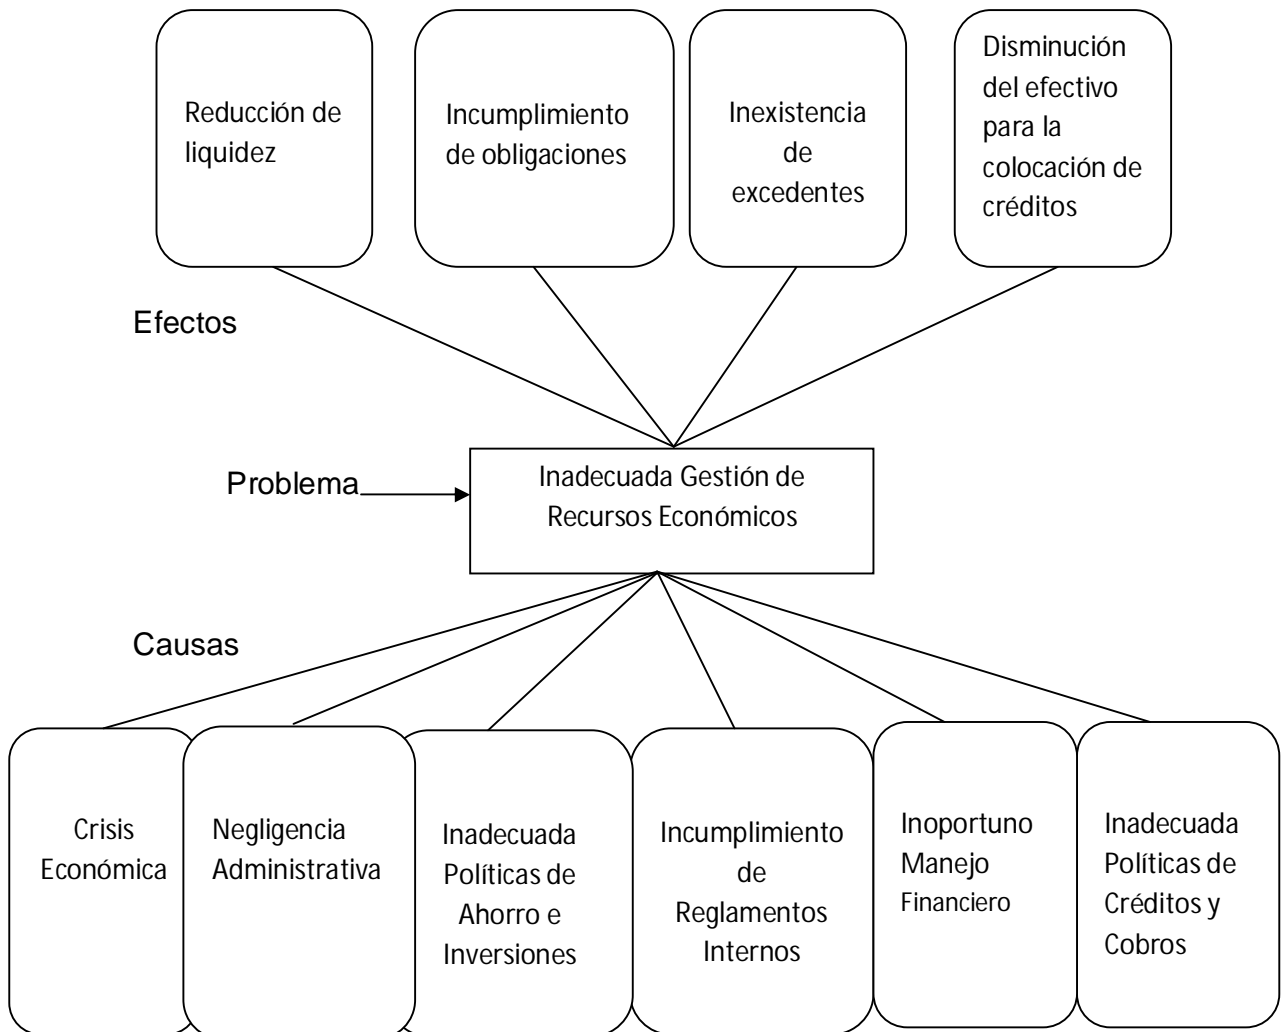 Reducción de
liquidez
Incumplimiento
de obligaciones
Inexistencia
de
excedentes
Disminución
del efectivo
para la
colocación de
créditos
Efectos
Problema
Inadecuada Gestión de
Recursos Económicos
Causas
Crisis
Económica
Negligencia
Administrativa
Inadecuada
Políticas de
Ahorro e
Inversiones
Incumplimiento
de
Reglamentos
Internos
Inoportuno
Manejo
Financiero
Inadecuada
Políticas de
Créditos y
Cobros